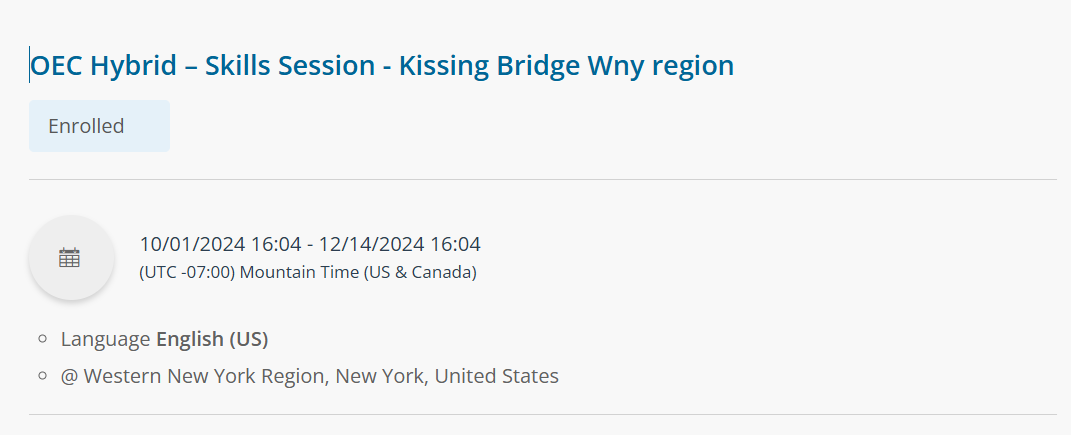 OEC Hybrid – Skills Session - Kissing Bridge Wny region
Enrolled
10/01/2024 16:04 - 12/14/2024 16:04
(UTC -07:00) Mountain Time (US & Canada)
Language English (US)
@ Western New York Region, New York, United States